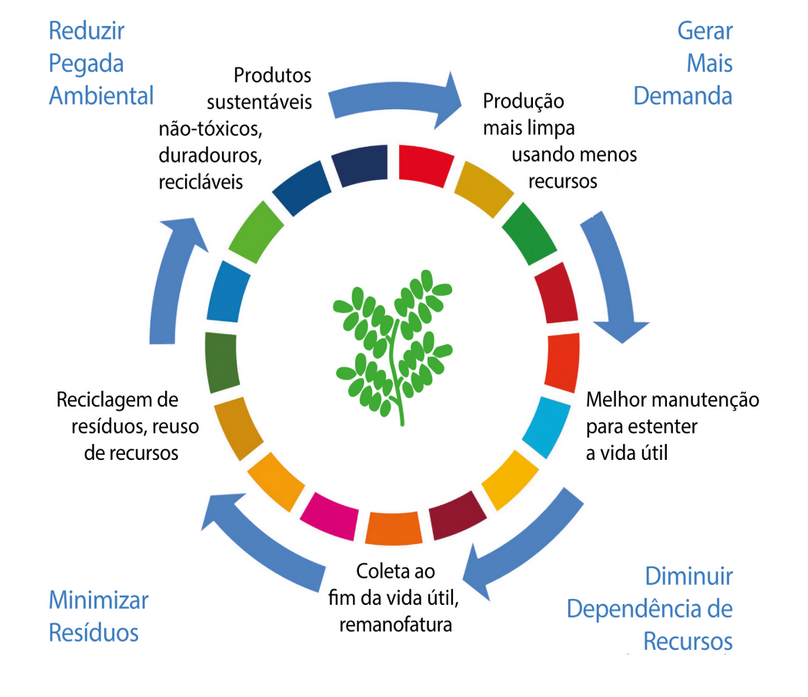 Reduzir
Pegada
Ambiental
Gerar
Mais
Demanda
Produtos
sustentáveis
não-tóxicos,
duradouros,
recicláveis
Produção
mais limpa
usando menos
recursos
Melhor manutenção
para estenter
a vida útil
Coleta ao
fim da vida útil,
remanofatura
Reciclagem de
resíduos, reuso
de recursos
Minimizar
Resíduos
Diminuir
Dependência de
Recursos